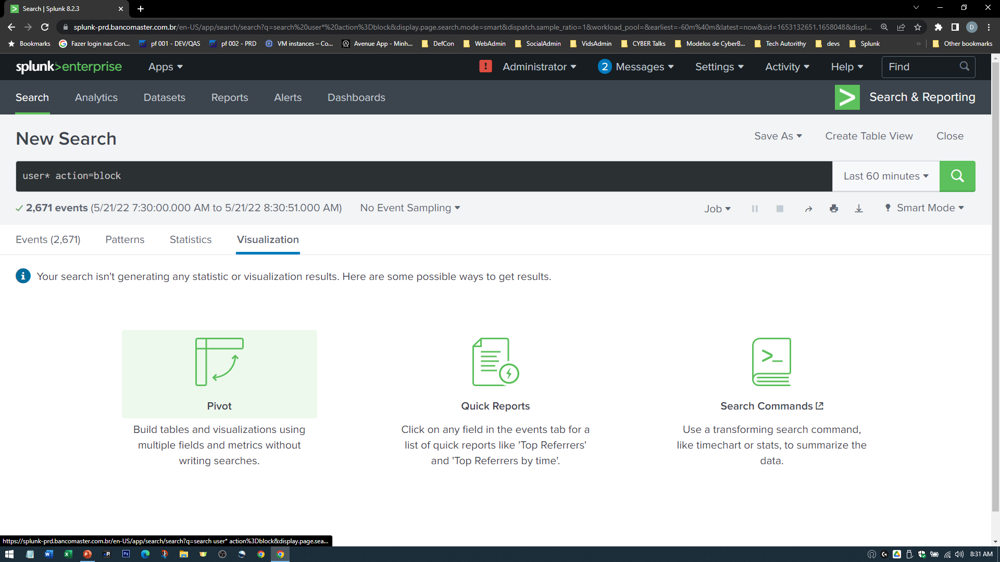 Search | Splunk 8.2.3
splunk-prd.bancomaster.com.br/en-US/app/search/search?q=search%20user*%20action%3Dblock&display.page.search.mode=smart&dispatch.sample_ratio=1&workload_pool=&earliest=-60m%40m&latest=now&sid=1653132651.1658048&displ...
D
Bookmarks
Fazer login nas Con...
pf 001 - DEV/QAS
pf 002 - PRD
VM instances – Co...
Avenue App - Minh...
DefCon
WebAdmin
SocialAdmin
VidsAdmin
CYBER Talks
Modelos de CyberB...
Tech Autority
devs
Splunk
»
Other bookmarks
splunk>enterprise
Apps
!
Administrator
2 Messages
Settings
Activity
Help
Find
Search
Analytics
Datasets
Reports
Alerts
Dashboards
Search & Reporting
New Search
Save As
Create Table View
Close
user* action=block
Last 60 minutes
2,671 events (5/21/22 7:30:00.000 AM to 5/21/22 8:30:51.000 AM)
No Event Sampling
Job
Smart Mode
Events (2,671)
Patterns
Statistics
Visualization
Your search isn't generating any statistic or visualization results. Here are some possible ways to get results.
Pivot
Build tables and visualizations using
multiple fields and metrics without
writing searches.
Quick Reports
Click on any field in the events tab for a
list of quick reports like 'Top Referrers'
and 'Top Referrers by time'.
Search Commands
Use a transforming search command,
like timechart or stats, to summarize the
data.
https://splunk-prd.bancomaster.com.br/en-US/app/search/search?q=search user* action%3Dblock&display.page.sea...
8:31 AM